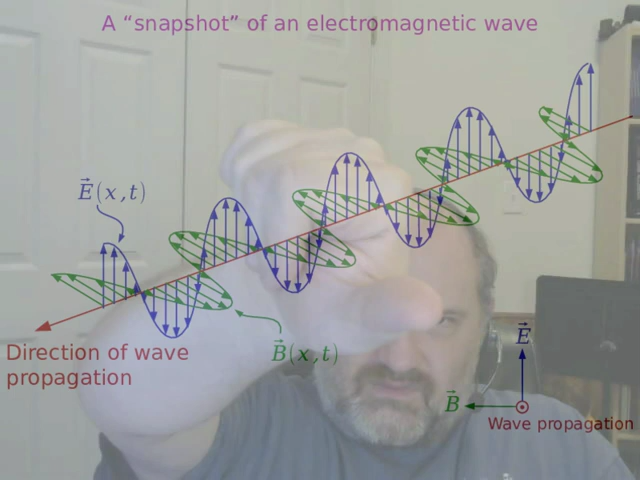 A “snapshot” of an electromagnetic wave
E⃗(x,t)
Direction of wave
propagation
B⃗(x,t)
E⃗
B⃗
Wave propagation